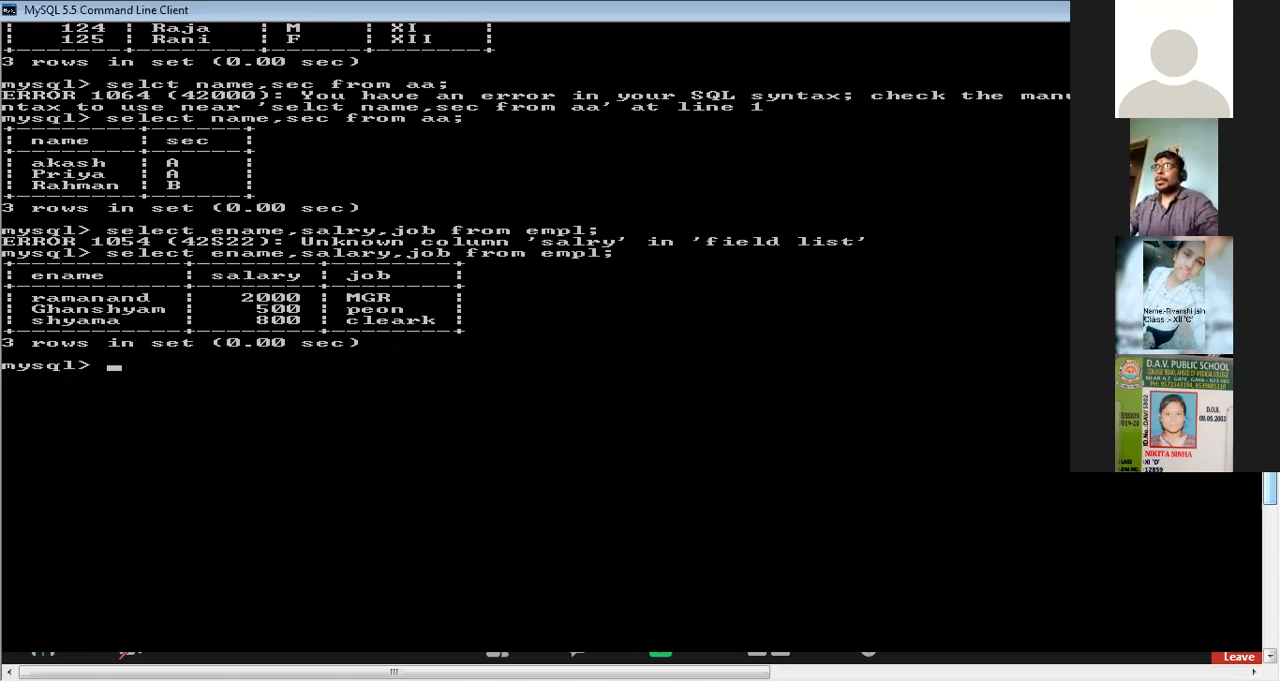 MySQL 5.5 Command Line Client
124 | Raja | M | XI
125 | Rani | F | XII
3 rows in set (0.00 sec)
mysql> selct name,sec from aa;
ERROR 1064 (42000): You have an error in your SQL syntax; check the
ntax to use near 'selct name,sec from aa' at line 1
mysql> select name,sec from aa;
| name | sec |
| akash | A |
| Priya | A |
| Rahman | B |
3 rows in set (0.00 sec)
mysql> select ename,salry,job from empl;
ERROR 1054 (42S22): Unknown column 'salry' in 'field list'
mysql> select ename,salary,job from empl;
| ename | salary | job |
| ramanand | 2000 | MGR |
| Ghanshyam | 500 | peon |
| shyama | 800 | cleark |
3 rows in set (0.00 sec)
mysql>
Class :- XII 'C'
D.A.V. PUBLIC SCHOOL
D.O.B.
09.05.2003
NIKITA SINHA
XI 'D'
Leave